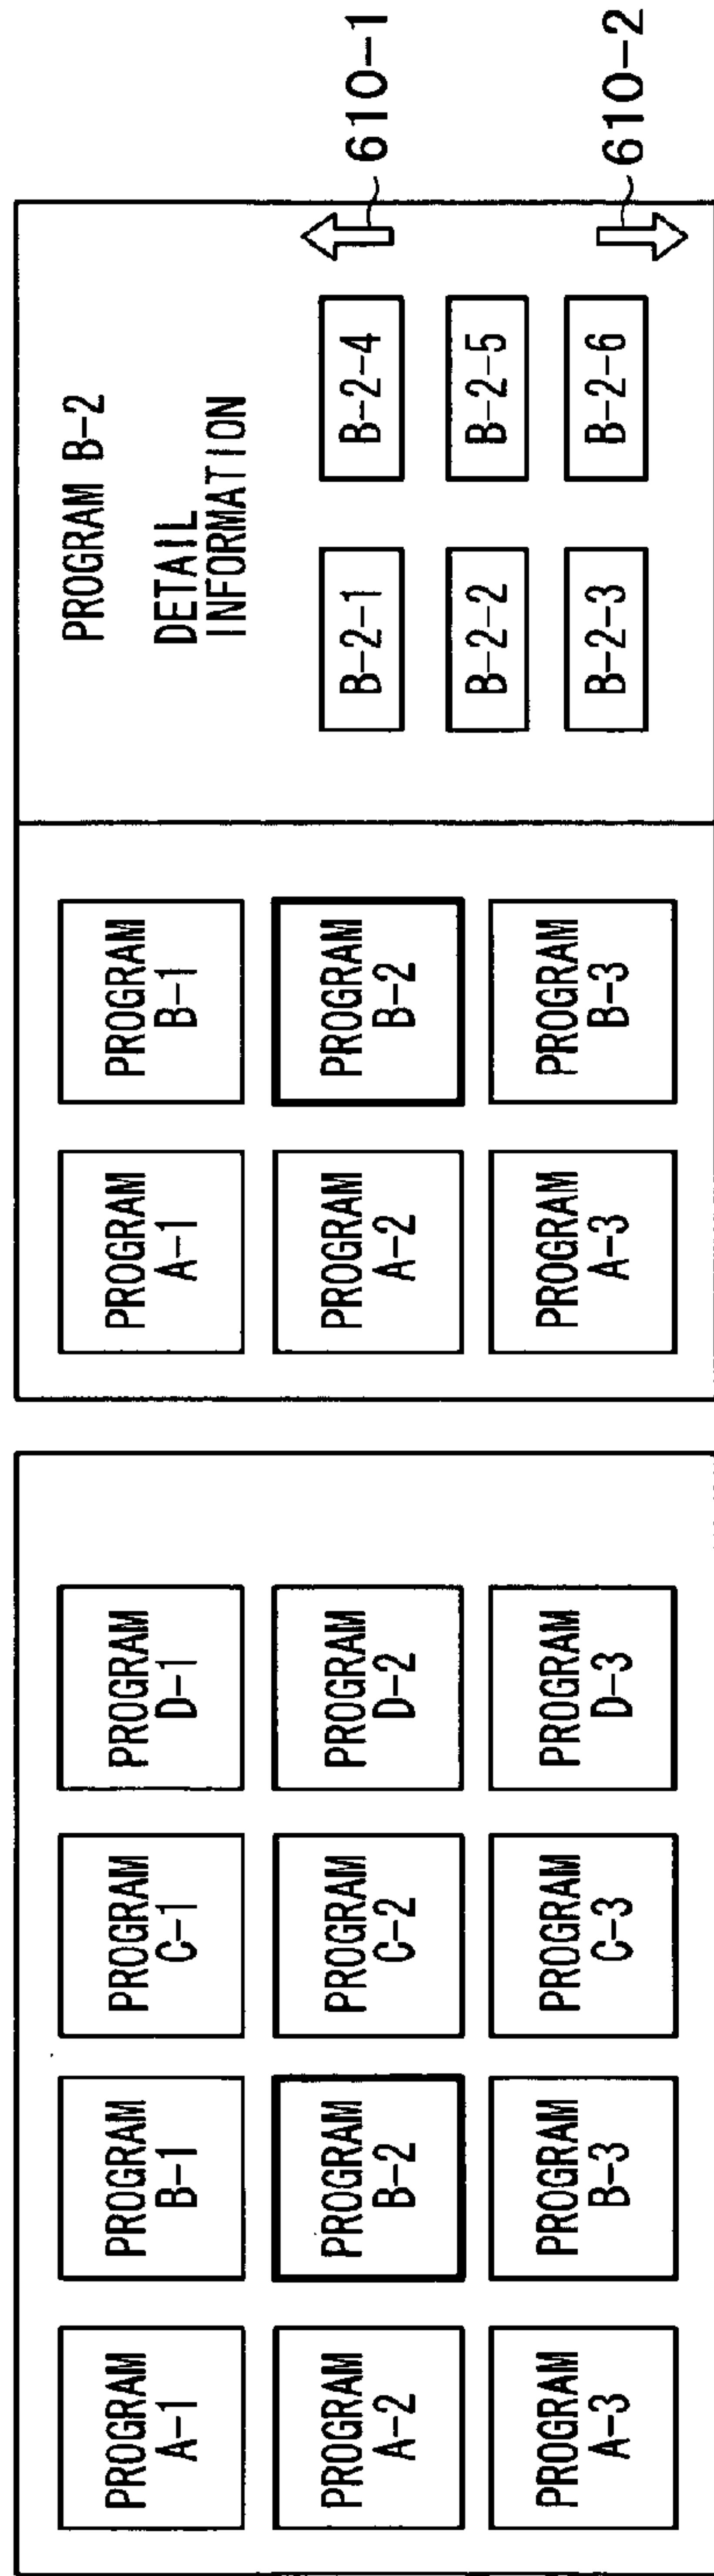 PROGRAM
A-1
PROGRAM
B-1
PROGRAM
C-1
PROGRAM
D-1
PROGRAM
A-2
PROGRAM
B-2
PROGRAM
C-2
PROGRAM
D-2
PROGRAM
A-3
PROGRAM
B-3
PROGRAM
C-3
PROGRAM
D-3
PROGRAM
A-1
PROGRAM
B-1
PROGRAM
A-2
PROGRAM
B-2
PROGRAM
A-3
PROGRAM
B-3
PROGRAM B-2
DETAIL
INFORMATION
B-2-1
B-2-4
B-2-2
B-2-5
B-2-3
B-2-6
610-1
610-2